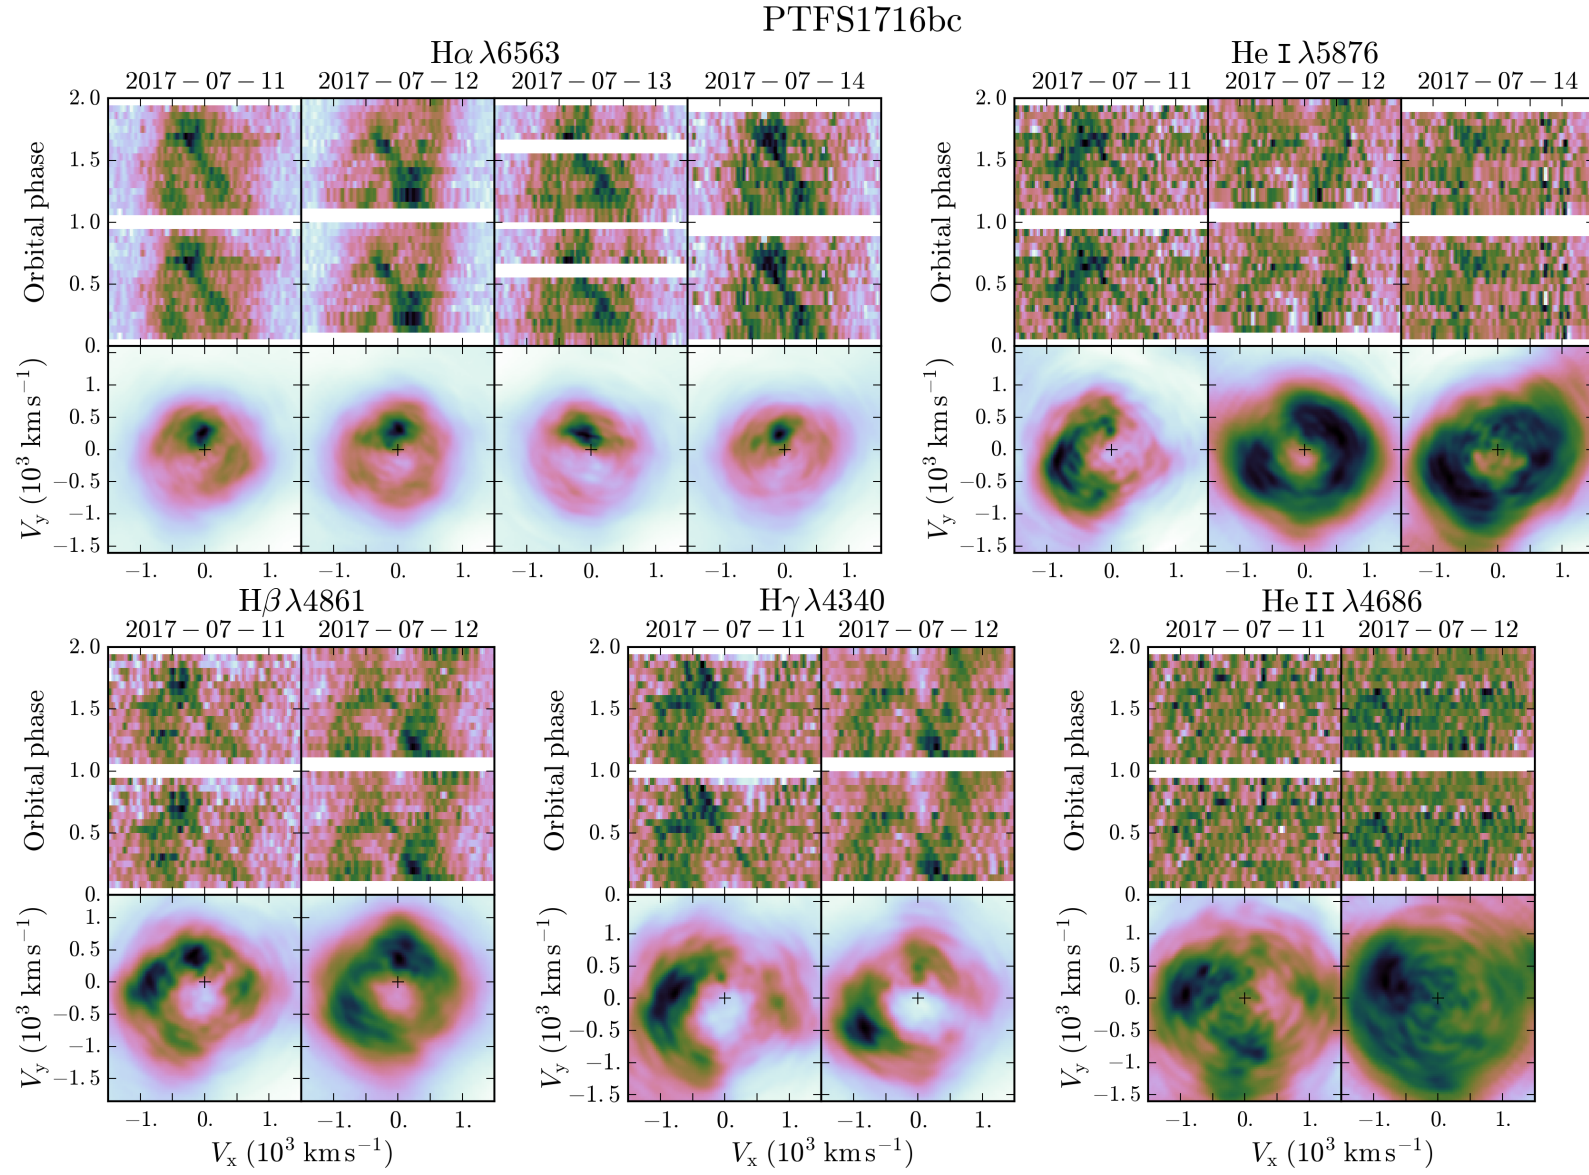 PTFS1716bc
Hα λ6563
He I λ5876
2017 − 07 − 11 2017 − 07 − 12 2017 − 07 − 13 2017 − 07 − 14
2017 − 07 − 11 2017 − 07 − 12 2017 − 07 − 14
Orbital phase
2.0
1.5
1.0
0.5
0.
Orbital phase
2.0
1.5
1.0
0.5
0.
V_y (10³ km s⁻¹)
1.
0.5
0.
−0.5
−1.
−1.5
V_y (10³ km s⁻¹)
1.
0.5
0.
−0.5
−1.
−1.5
−1. 0. 1. −1. 0. 1. −1. 0. 1. −1. 0. 1.
−1. 0. 1. −1. 0. 1. −1. 0. 1.
Hβ λ4861
Hγ λ4340
He II λ4686
2017 − 07 − 11 2017 − 07 − 12
2017 − 07 − 11 2017 − 07 − 12
2017 − 07 − 11 2017 − 07 − 12
Orbital phase
2.0
1.5
1.0
0.5
0.
Orbital phase
2.0
1.5
1.0
0.5
0.
Orbital phase
2.0
1.5
1.0
0.5
0.
V_y (10³ km s⁻¹)
1.
0.5
0.
−0.5
−1.
−1.5
V_y (10³ km s⁻¹)
1.
0.5
0.
−0.5
−1.
−1.5
V_y (10³ km s⁻¹)
1.
0.5
0.
−0.5
−1.
−1.5
−1. 0. 1. −1. 0. 1.
−1. 0. 1. −1. 0. 1.
−1. 0. 1. −1. 0. 1.
V_x (10³ km s⁻¹)
V_x (10³ km s⁻¹)
V_x (10³ km s⁻¹)